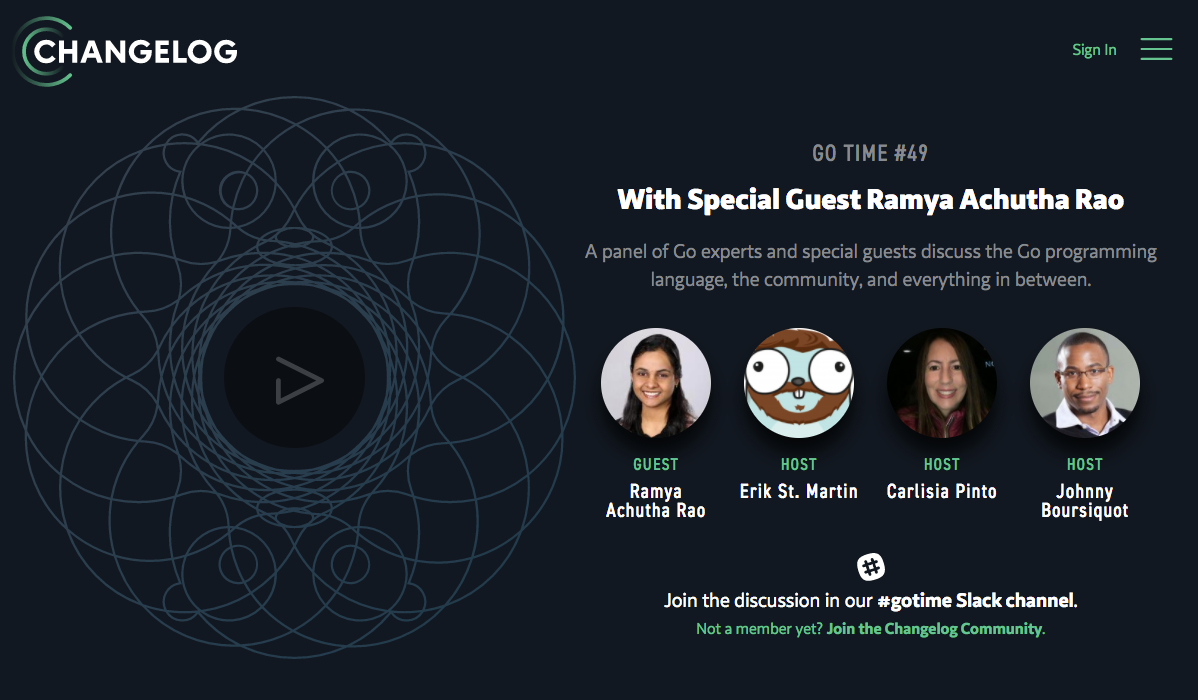 CHANGELOG
Sign In
GO TIME #49
With Special Guest Ramya Achutha Rao
A panel of Go experts and special guests discuss the Go programming
language, the community, and everything in between.
GUEST
Ramya
Achutha Rao
HOST
Erik St. Martin
HOST
Carlisia Pinto
HOST
Johnny
Boursiquot
Join the discussion in our #gotime Slack channel.
Not a member yet? Join the Changelog Community.